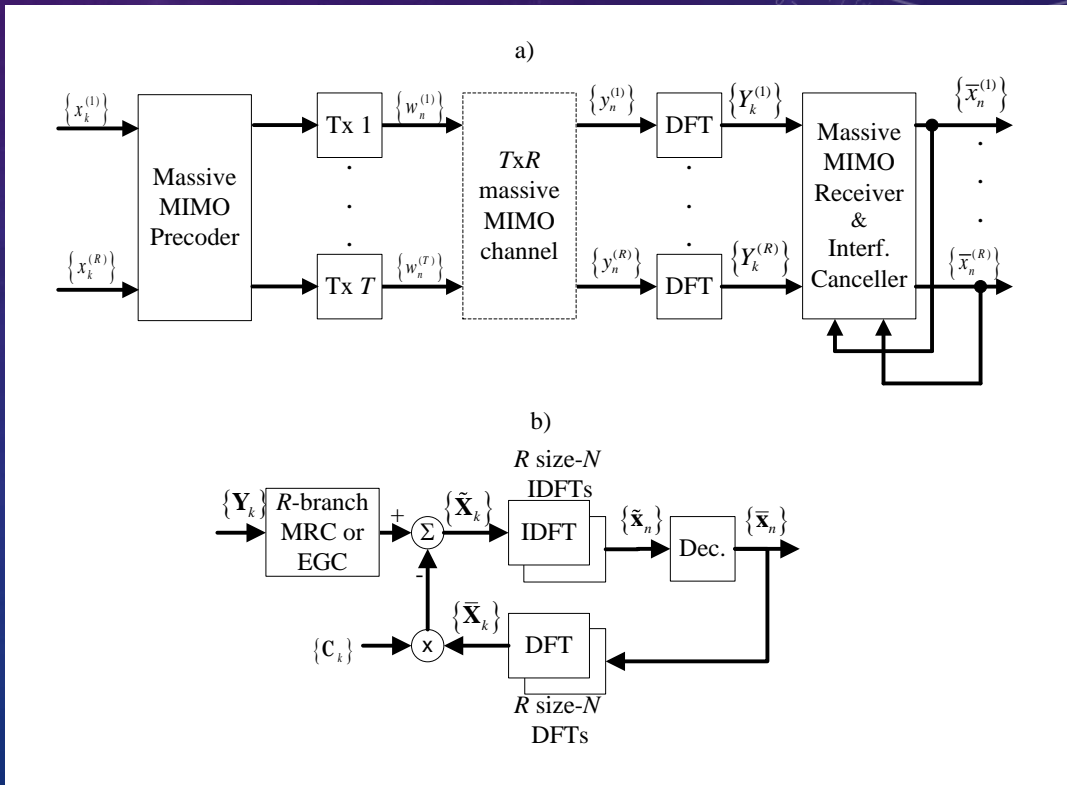 a)
{x_k^(1)}
{x_k^(R)}
Massive
MIMO
Precoder
Tx 1
.
.
.
Tx T
{w_n^(1)}
{w_n^(T)}
TxR
massive
MIMO
channel
{y_n^(1)}
{y_n^(R)}
DFT
.
.
.
DFT
{Y_k^(1)}
{Y_k^(R)}
Massive
MIMO
Receiver
&
Interf.
Canceller
{x̄_n^(1)}
.
.
.
.
{x̄_n^(R)}
b)
{Y_k}
R-branch
MRC or
EGC
+
Σ
-
{X̃_k}
R size-N
IDFTs
IDFT
{x̃_n}
Dec.
{x̄_n}
{C_k}
x
{X̄_k}
DFT
R size-N
DFTs